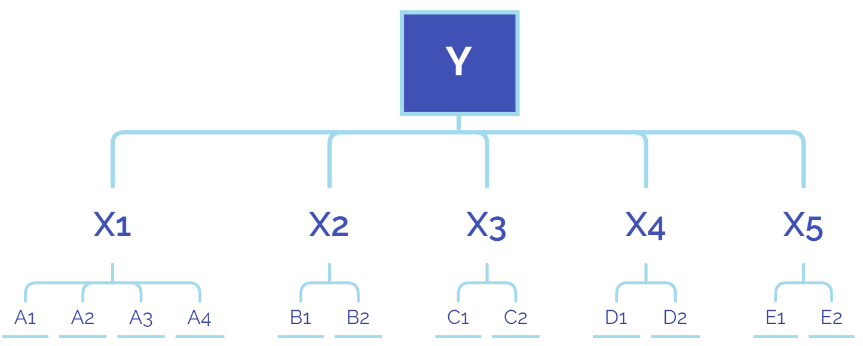 Y
X1 X2 X3 X4 X5
A1 A2 A3 A4 B1 B2 C1 C2 D1 D2 E1 E2